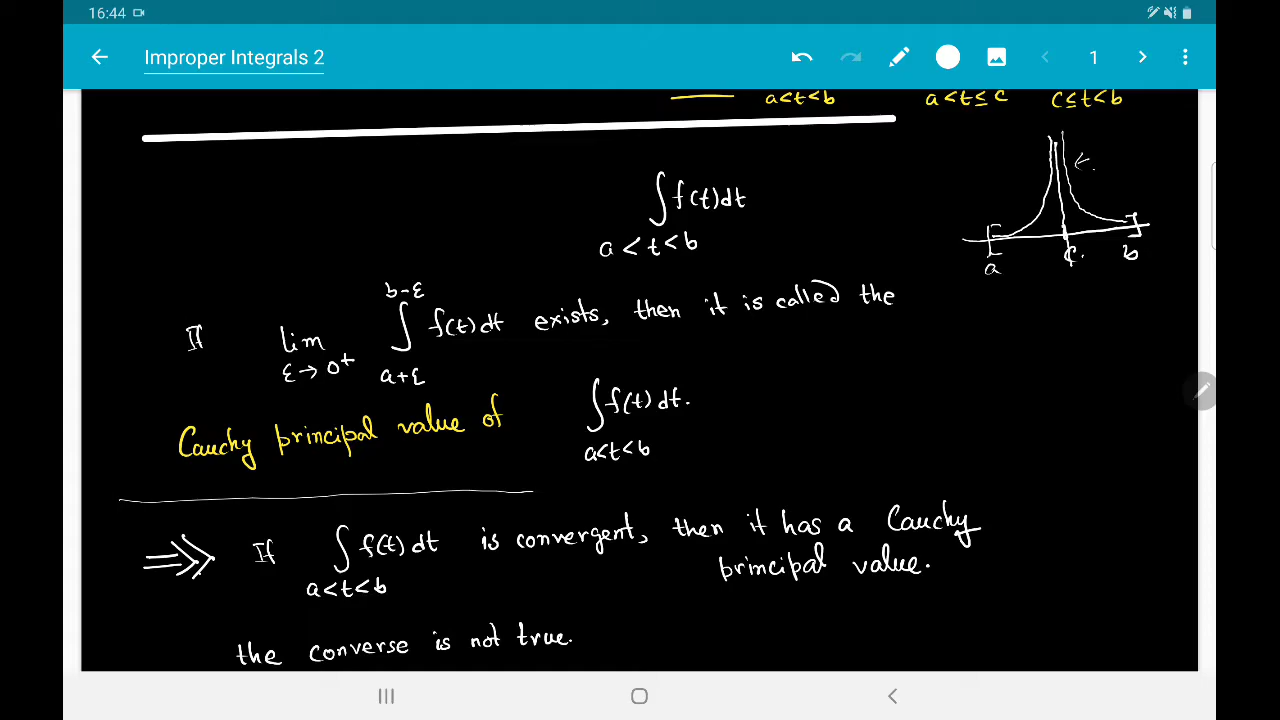 16:44
Improper Integrals 2
1
a<t<b a<t≤c c≤t<b
∫f(t)dt
a<t<b
a c. b
b-ε
If lim ∫ f(t)dt exists, then it is called the
ε→0+ a+ε
Cauchy principal value of ∫f(t)dt.
a<t<b
⇒ If ∫f(t)dt is convergent, then it has a Cauchy
a<t<b principal value.
the converse is not true.